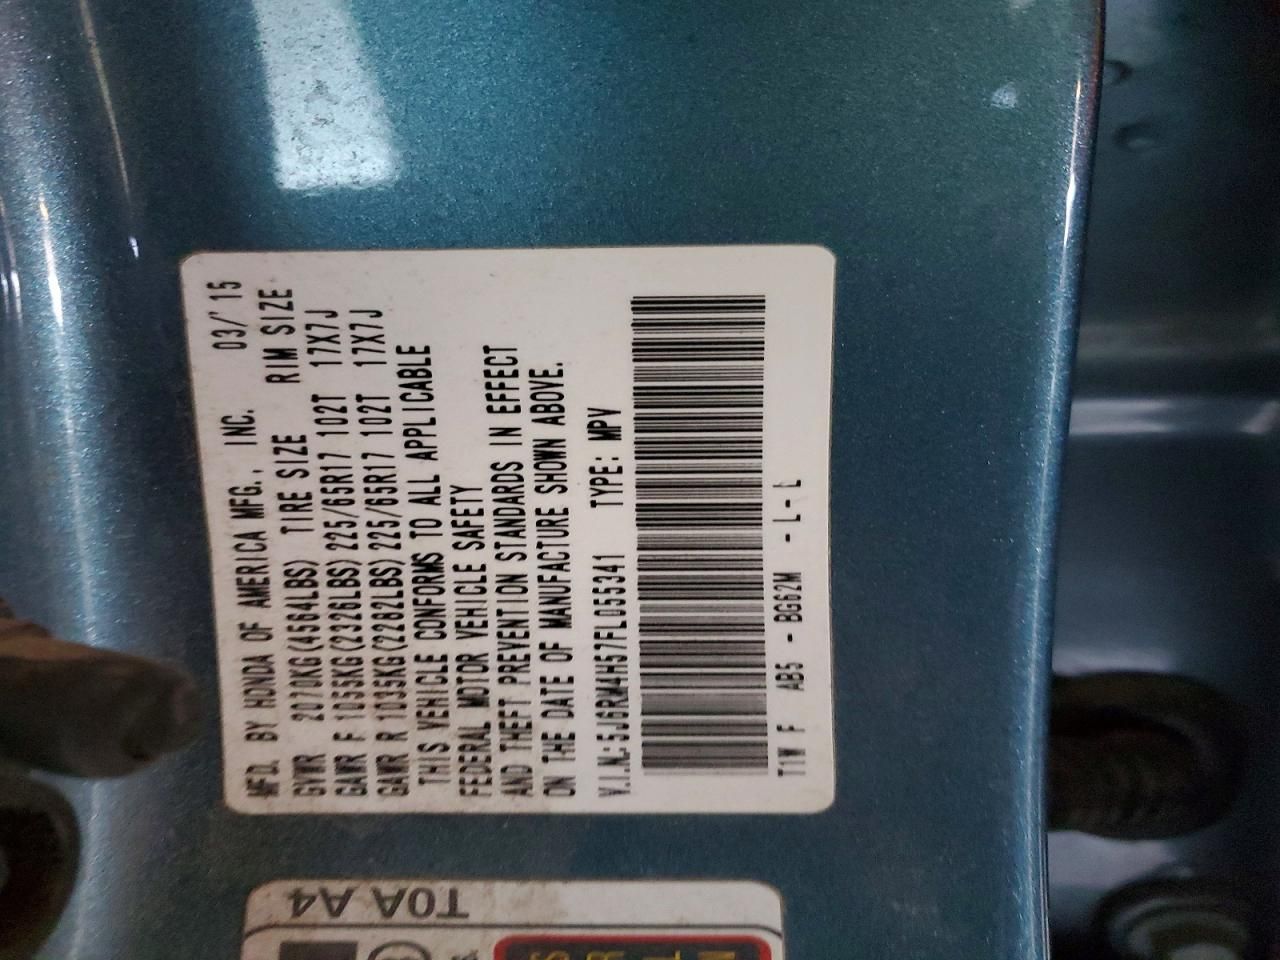 MFD. BY HONDA OF AMERICA MFG., INC. 03/'15
GVWR 2070KG(4564LBS) TIRE SIZE RIM SIZE
GAWR F 1055KG(2326LBS) 225/65R17 102T 17X7J
GAWR R 1035KG(2282LBS) 225/65R17 102T 17X7J
THIS VEHICLE CONFORMS TO ALL APPLICABLE
FEDERAL MOTOR VEHICLE SAFETY
AND THEFT PREVENTION STANDARDS IN EFFECT
ON THE DATE OF MANUFACTURE SHOWN ABOVE.
V.I.N.:5J6RM4H57FL055341 TYPE: MPV
T1W F AB5 - BG62M - L - L
T0A A4